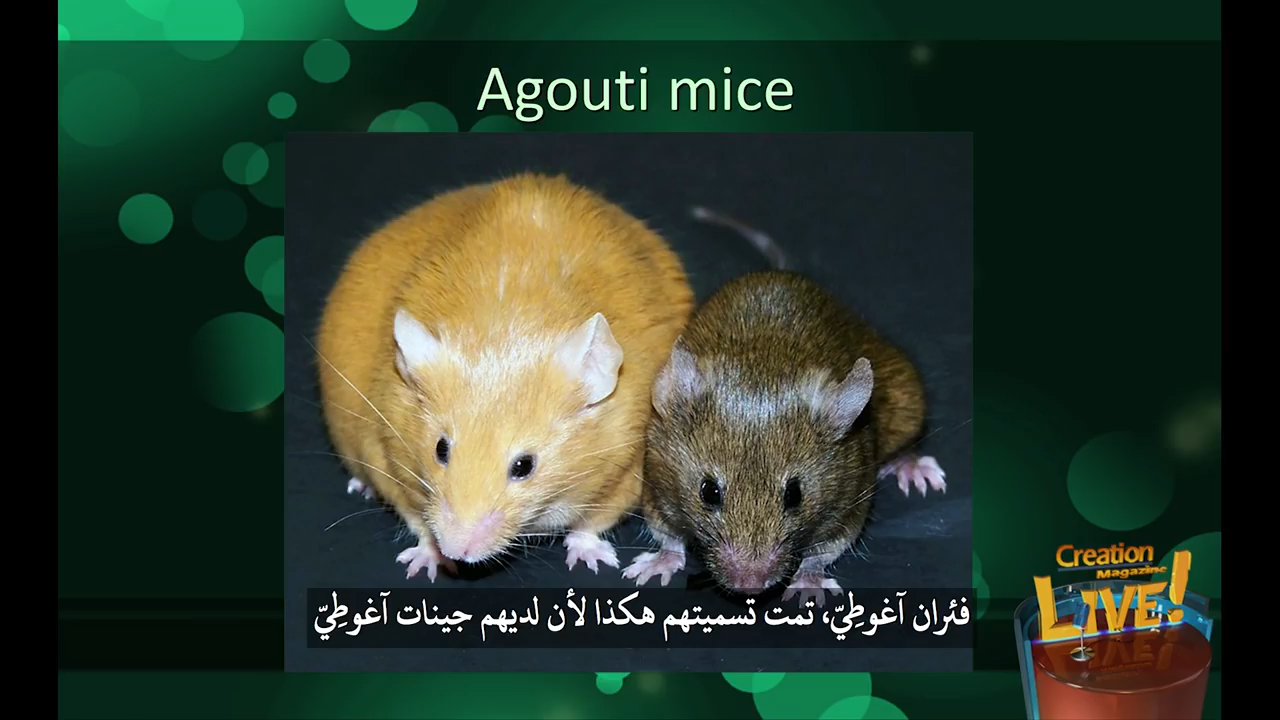 Agouti mice
فئران آغوطِيّ، تمت تسميتهم هكذا لأن لديهم جينات آغوطِيّ
Creation
Magazine
LIVE!